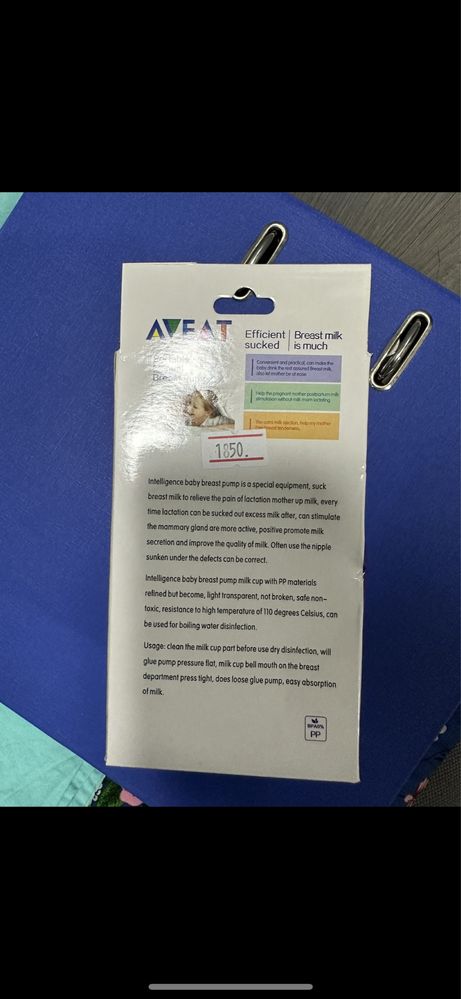 AVEAT
Efficient
sucked
Breast milk
is much
Convenient and practical, can make the
baby drink the rest assured Breast milk,
also let mother be at ease
Help the pregnant mother postpartum milk
stimulation without milk mom lactating
milk ejection, help my mother
tenderness.
1850.
Intelligence baby breast pump is a special equipment, suck
breast milk to relieve the pain of lactation mother up milk, every
time lactation can be sucked out excess milk after, can stimulate
the mammary gland are more active, positive promote milk
secretion and improve the quality of milk. Often use the nipple
sunken under the defects can be correct.
Intelligence baby breast pump milk cup with PP materials
refined but become, light transparent, not broken, safe non-
toxic, resistance to high temperature of 110 degrees Celsius, can
be used for boiling water disinfection.
Usage: clean the milk cup part before use dry disinfection, will
glue pump pressure flat, milk cup bell mouth on the breast
department press tight, does loose glue pump, easy absorption
of milk.
BPA0%
PP